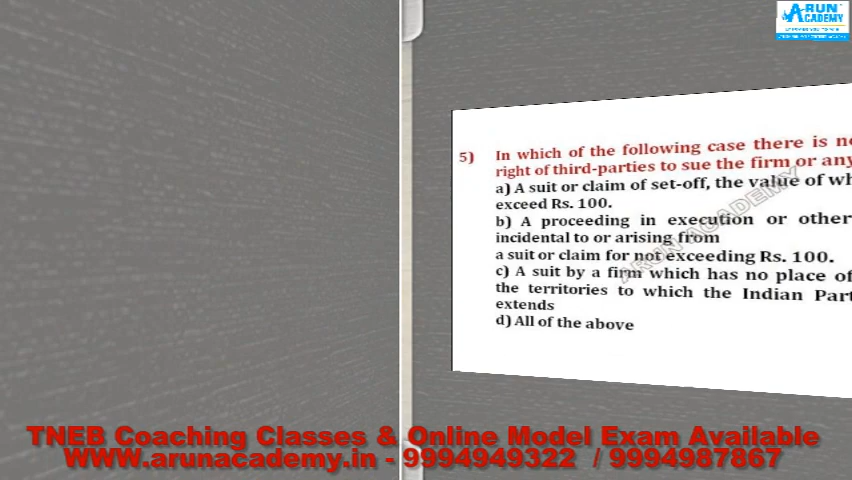 ARUN
ACADEMY
5) In which of the following case there is
right of third-parties to sue the firm or any
a) A suit or claim of set-off, the value of
exceed Rs. 100.
b) A proceeding in execution or other
incidental to or arising from
a suit or claim for not exceeding Rs. 100.
c) A suit by a firm which has no place of
the territories to which the Indian
extends
d) All of the above
ARUN ACADEMY
TNEB Coaching Classes & Online Model Exam Available
WWW.arunacademy.in - 9994949322 / 9994987867